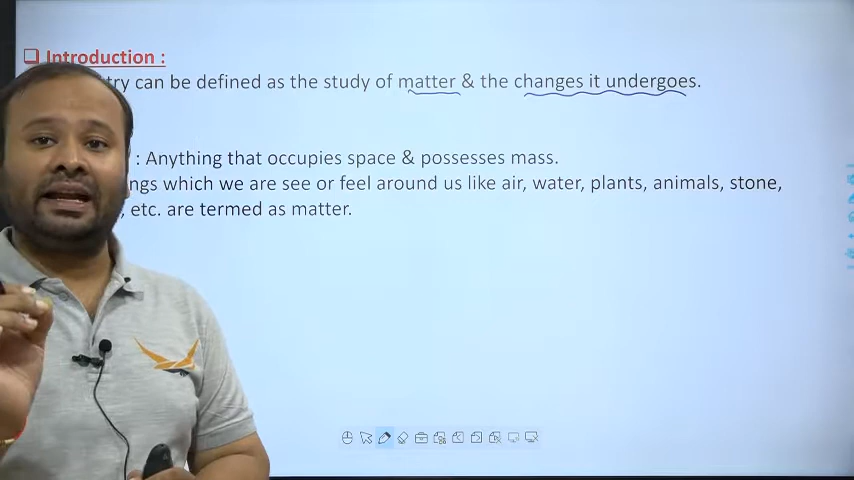 Introduction :
try can be defined as the study of matter & the changes it undergoes.
: Anything that occupies space & possesses mass.
ngs which we are see or feel around us like air, water, plants, animals, stone,
, etc. are termed as matter.